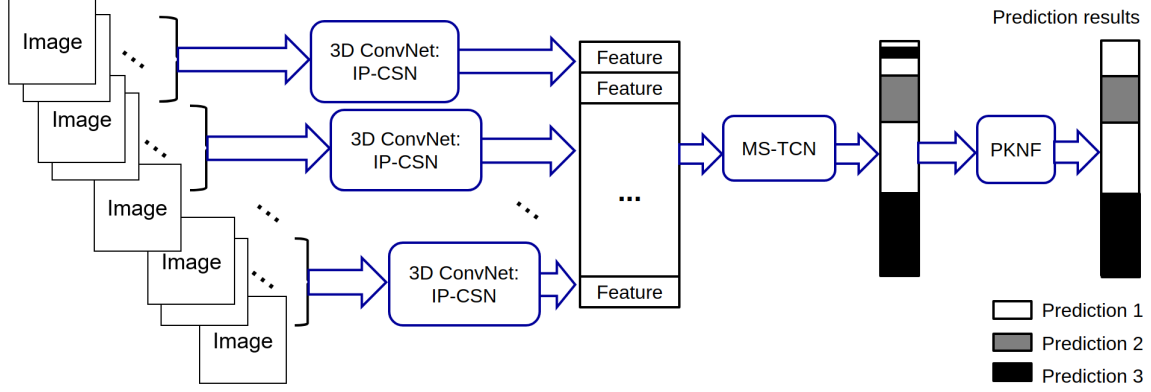 Prediction results
Image
3D ConvNet:
IP-CSN
Feature
Feature
Image
3D ConvNet:
IP-CSN
MS-TCN
PKNF
...
Image
Image
3D ConvNet:
IP-CSN
Feature
Image
Prediction 1
Prediction 2
Prediction 3